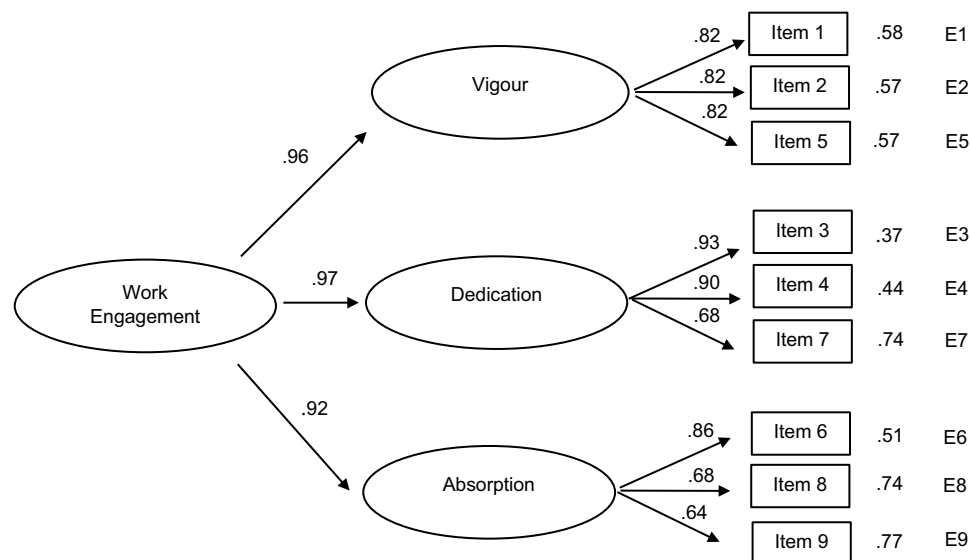 .82 Item 1 .58 E1
Vigour .82 Item 2 .57 E2
.82
Item 5 .57 E5
.96
.93 Item 3 .37 E3
.97 Dedication .90 Item 4 .44 E4
Work
Engagement
.68 Item 7 .74 E7
.92
.86 Item 6 .51 E6
Absorption .68 Item 8 .74 E8
.64
Item 9 .77 E9